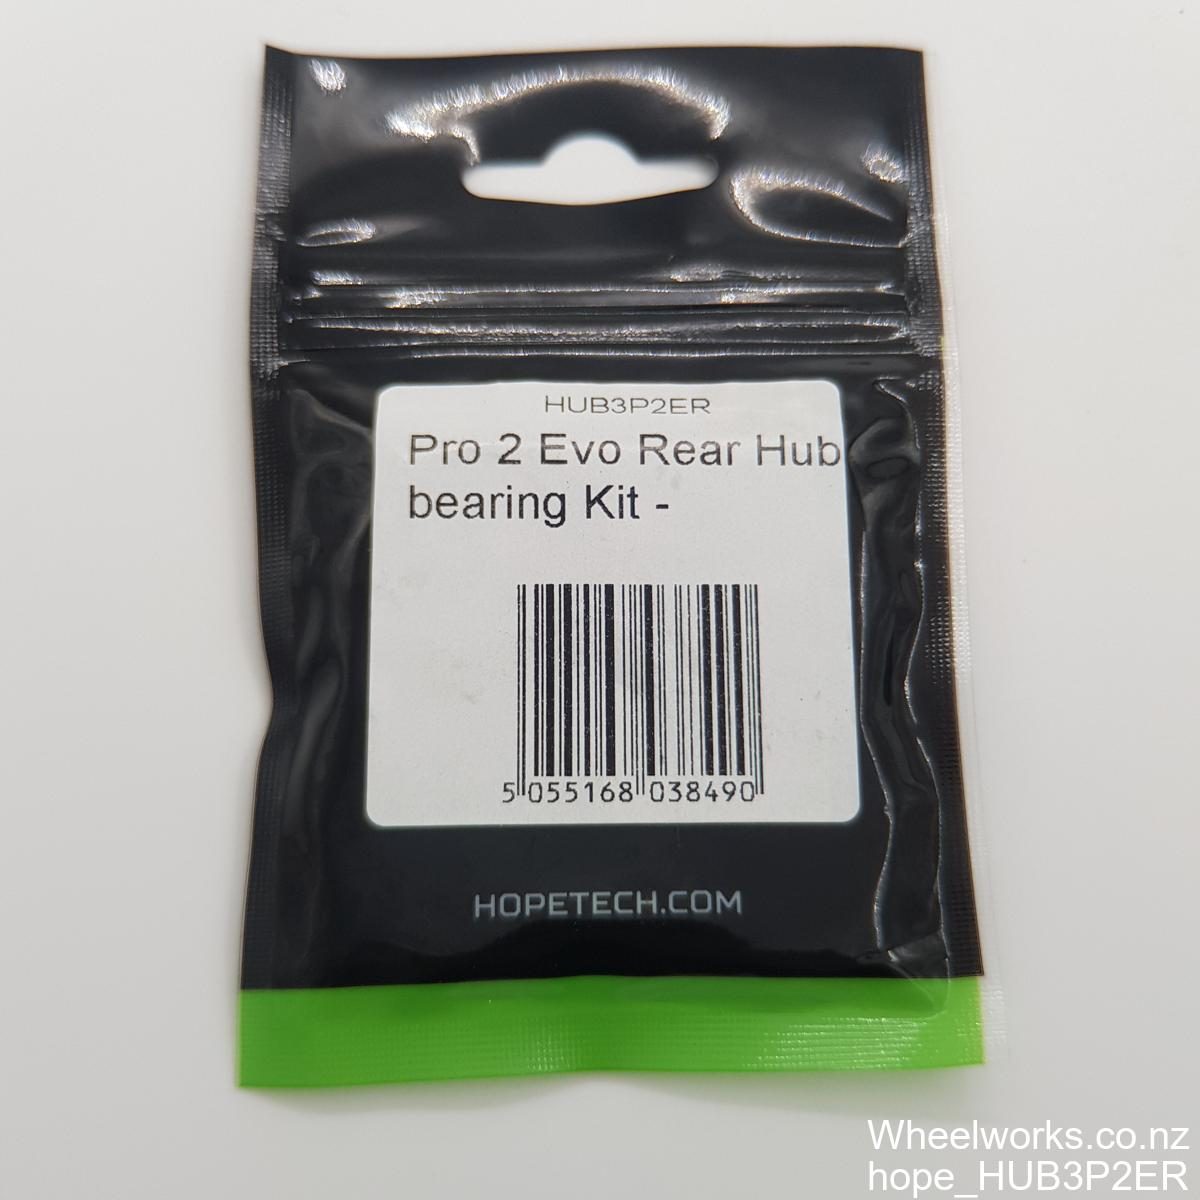 HUB3P2ER
Pro 2 Evo Rear Hub
bearing Kit -
5 055168 038490
HOPETECH.COM
Wheelworks.co.nz
hope_HUB3P2ER